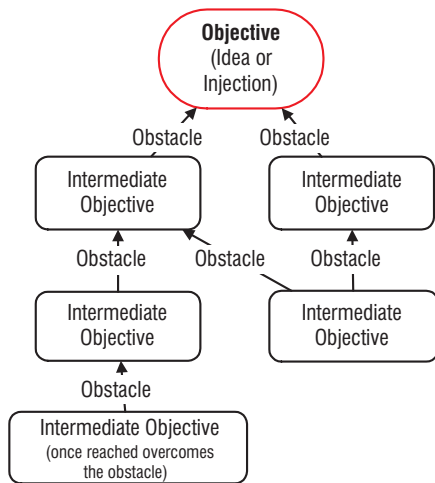 Objective
(Idea or
Injection)
Obstacle
Obstacle
Intermediate
Objective
Intermediate
Objective
Obstacle
Obstacle
Obstacle
Intermediate
Objective
Intermediate
Objective
Obstacle
Intermediate Objective
(once reached overcomes
the obstacle)